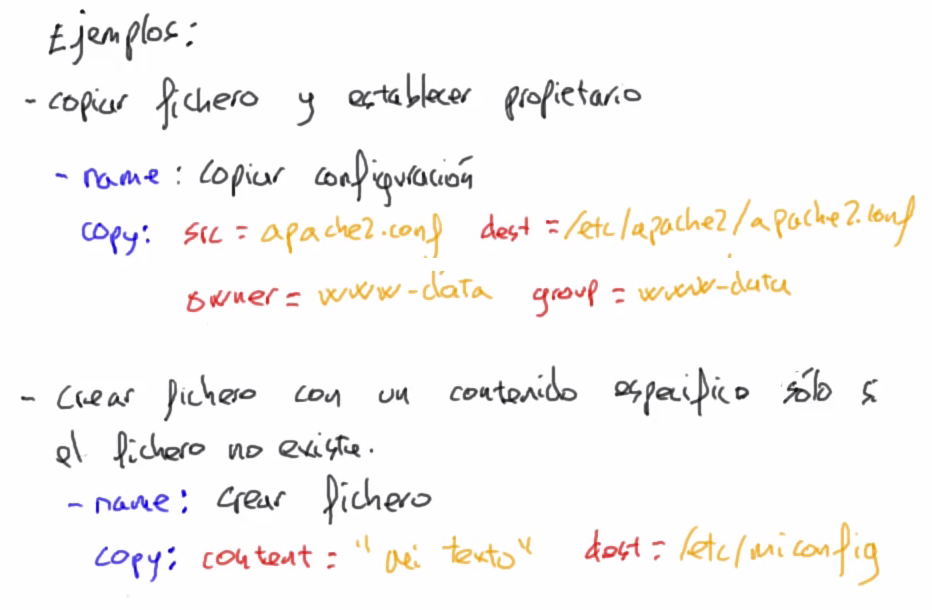 Ejemplos:
- copiar fichero y establecer propietario
- name: copiar configuración
copy: src = apache2.conf dest = /etc/apache2/apache2.conf
owner = www-data group = www-data
- Crear fichero con un contenido especifico sólo si
el fichero no existe.
- name: crear fichero
copy: content = "mi texto" dest = /etc/miconfig